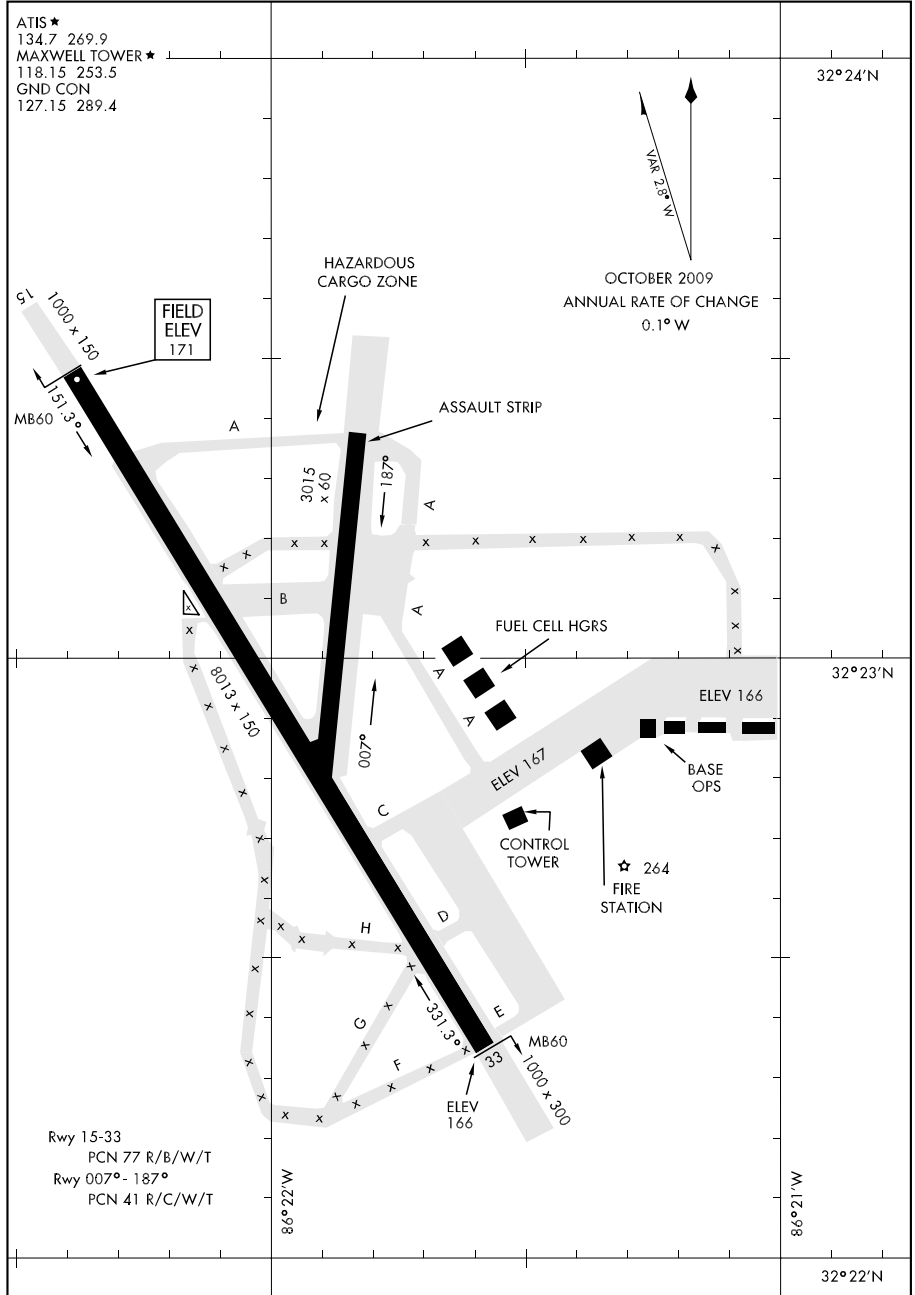 ATIS ★
134.7 269.9
MAXWELL TOWER ★
118.15 253.5
GND CON
127.15 289.4
32°24'N
VAR 2.8° W
OCTOBER 2009
ANNUAL RATE OF CHANGE
0.1° W
HAZARDOUS
CARGO ZONE
15
1000 x 150
FIELD
ELEV
171
MB60
151.3°
A
ASSAULT STRIP
3015
x 60
187°
A
x x x x x x x x x x x
x
x
x
B
x
x
A
FUEL CELL HGRS
A
A
32°23'N
8013 x 150
007°
ELEV 166
ELEV 167
BASE
OPS
C
CONTROL
TOWER
264
FIRE
STATION
D
H
G
F
E
331.3°
33
MB60
1000 x 300
ELEV
166
Rwy 15-33
PCN 77 R/B/W/T
Rwy 007°- 187°
PCN 41 R/C/W/T
86°22'W
86°21'W
32°22'N